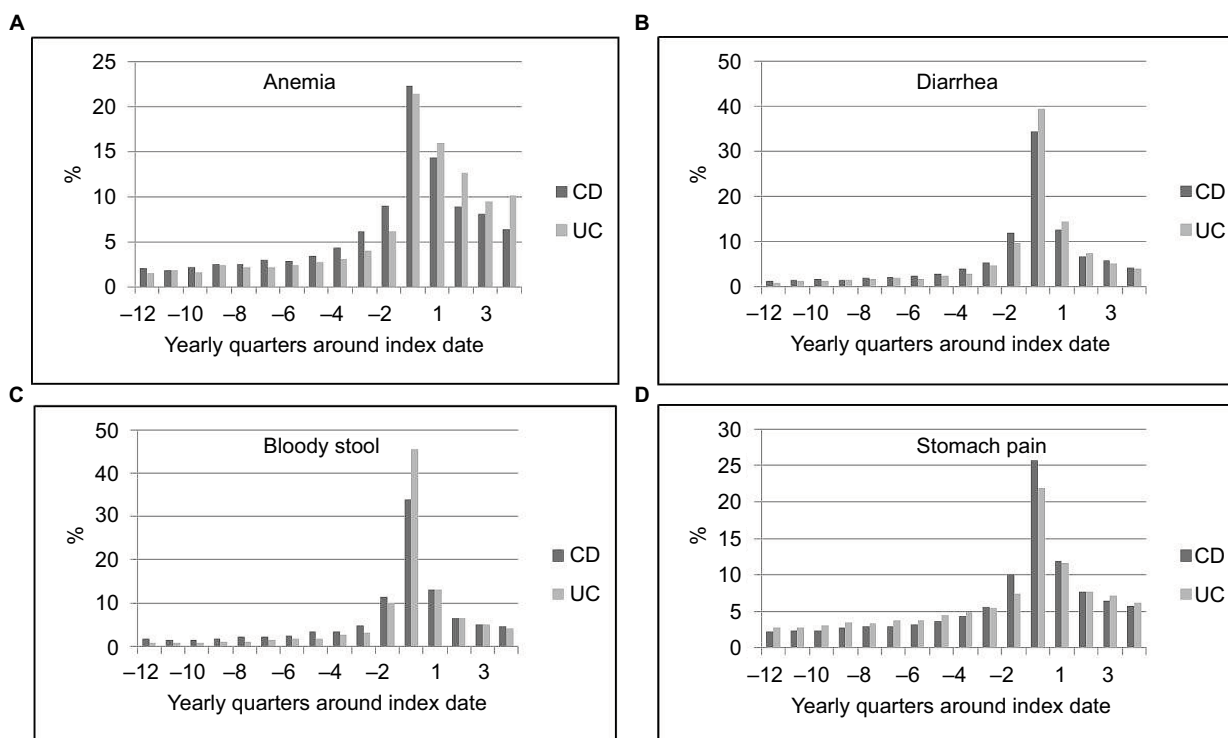 A
Anemia
25
20
15
10
5
0
%
–12 –10 –8 –6 –4 –2 1 3
Yearly quarters around index date
CD
UC
B
Diarrhea
50
40
30
20
10
0
%
–12 –10 –8 –6 –4 –2 1 3
Yearly quarters around index date
CD
UC
C
Bloody stool
50
40
30
20
10
0
%
–12 –10 –8 –6 –4 –2 1 3
Yearly quarters around index date
CD
UC
D
Stomach pain
30
25
20
15
10
5
0
%
–12 –10 –8 –6 –4 –2 1 3
Yearly quarters around index date
CD
UC